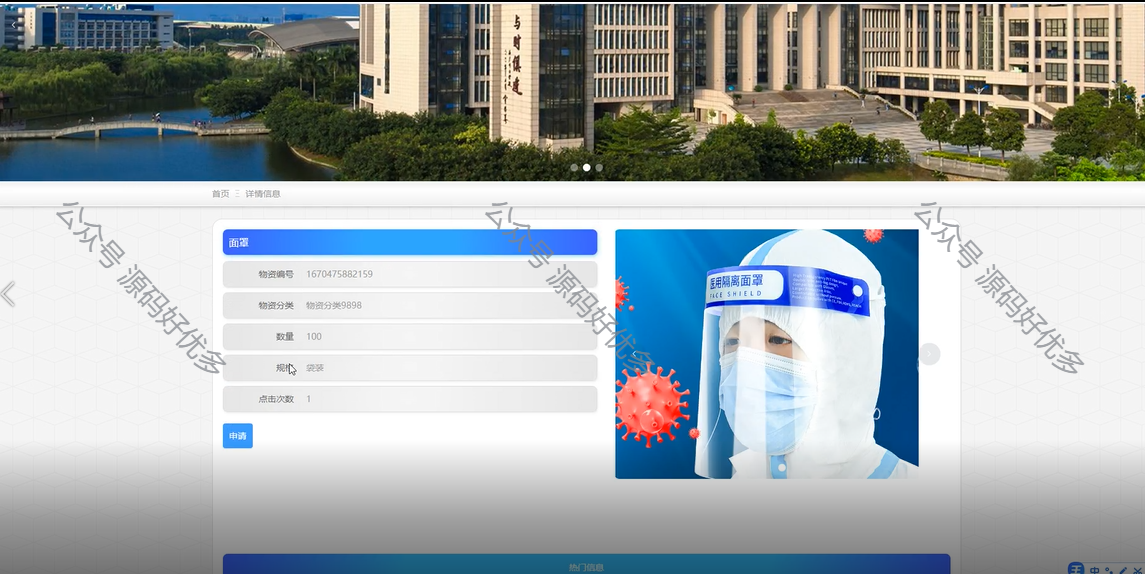 与时俱建
首页 详情信息
面罩
物资编号 1670475882159
物资分类 物资分类9898
数量 100
规格 袋装
点击次数 1
申请
医用隔离面罩
FACE SHIELD
公众号 源码好优多
公众号 源码好优多
公众号 源码好优多
热门信息
中